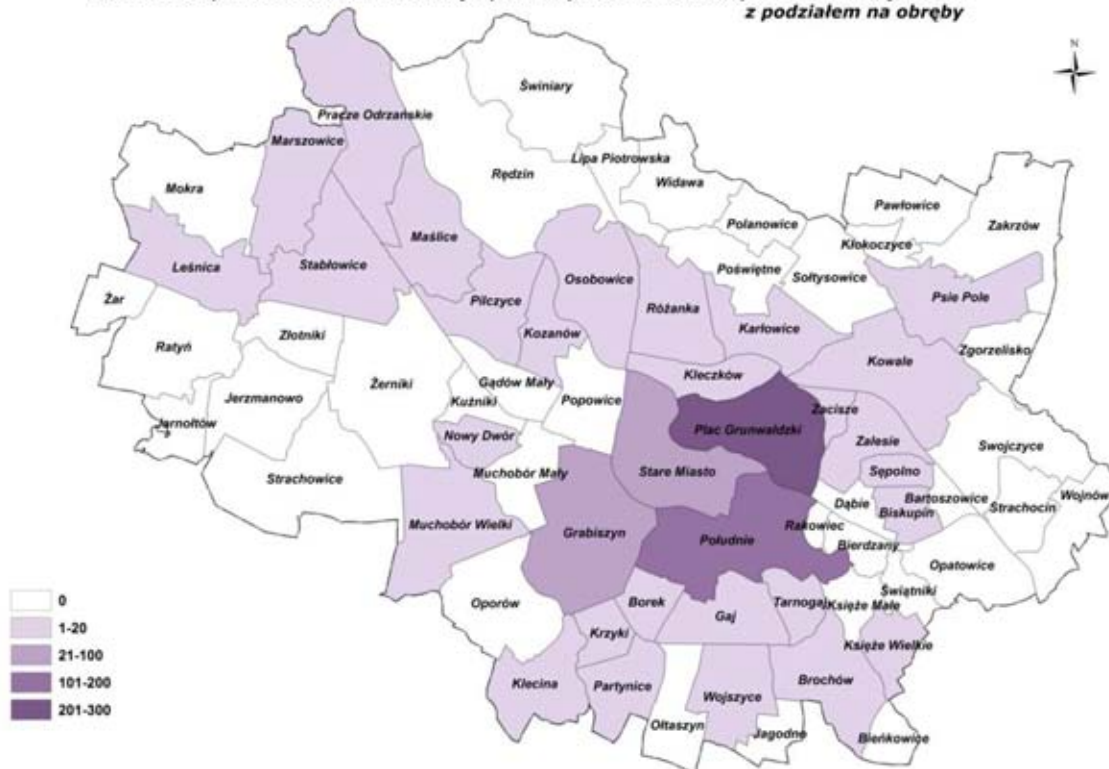 z podziałem na obręby
N
Świniary
Pracze Odrzańskie
Marszowice
Lipa Piotrowska
Rędzin
Widawa
Mokra
Pawłowice
Polanowice
Zakrzów
Kłokoczyce
Maślice
Osobowice
Poświętne
Sołtysowice
Leśnica
Stabłowice
Psie Pole
Żar
Pilczyce
Różanka
Karłowice
Kozanów
Złotniki
Ratyń
Zgorzelisko
Kowale
Kleczków
Żerniki
Gądów Mały
Jerzmanowo
Kuźniki
Popowice
Zacisze
Jarnołtów
Plac Grunwaldzki
Nowy Dwór
Zalesie
Swojczyce
Muchobór Mały
Stare Miasto
Sępolno
Strachowice
Wojnów
Dąbie
Bartoszowice
Strachocin
Biskupin
Muchobór Wielki
Rakowiec
Grabiszyn
Południe
Bierdzany
Opatowice
Świątniki
0
Oporów
Borek
Tarnogaj
Księże Małe
Gaj
1-20
Krzyki
Księże Wielkie
21-100
Klecina
Partynice
Brochów
101-200
Wojszyce
201-300
Ołtaszyn
Jagodno
Bieńkowice